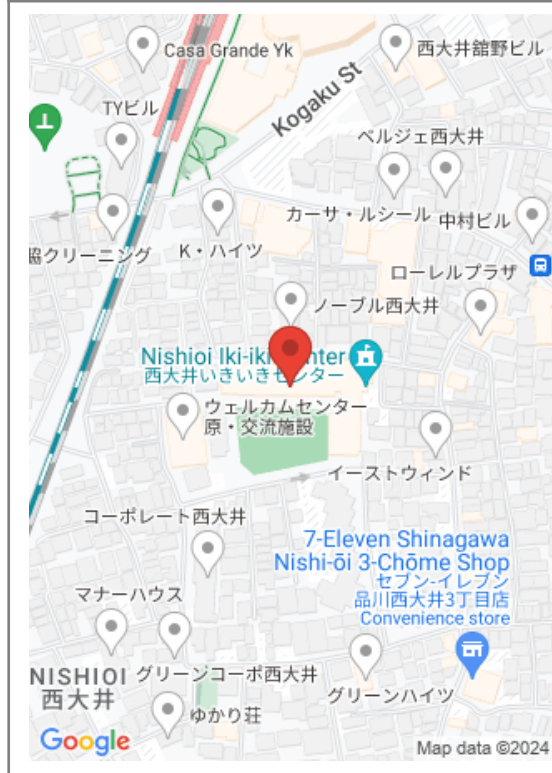 Casa Grande Yk
西大井舘野ビル
Kogaku St
TYビル
ベルジェ西大井
カーサ・ルシール
中村ビル
脇クリーニング
K・ハイツ
ローレルプラザ
ノーブル西大井
Nishioi Iki-iki Center
西大井いきいきセンター
ウェルカムセンター
原・交流施設
イーストウィンド
コーポレート西大井
7-Eleven Shinagawa
Nishi-ōi 3-Chōme Shop
セブン-イレブン
品川西大井3丁目店
Convenience store
マナーハウス
NISHIOI
西大井
グリーンコーポ西大井
グリーンハイツ
ゆかり荘
Google
Map data ©2024